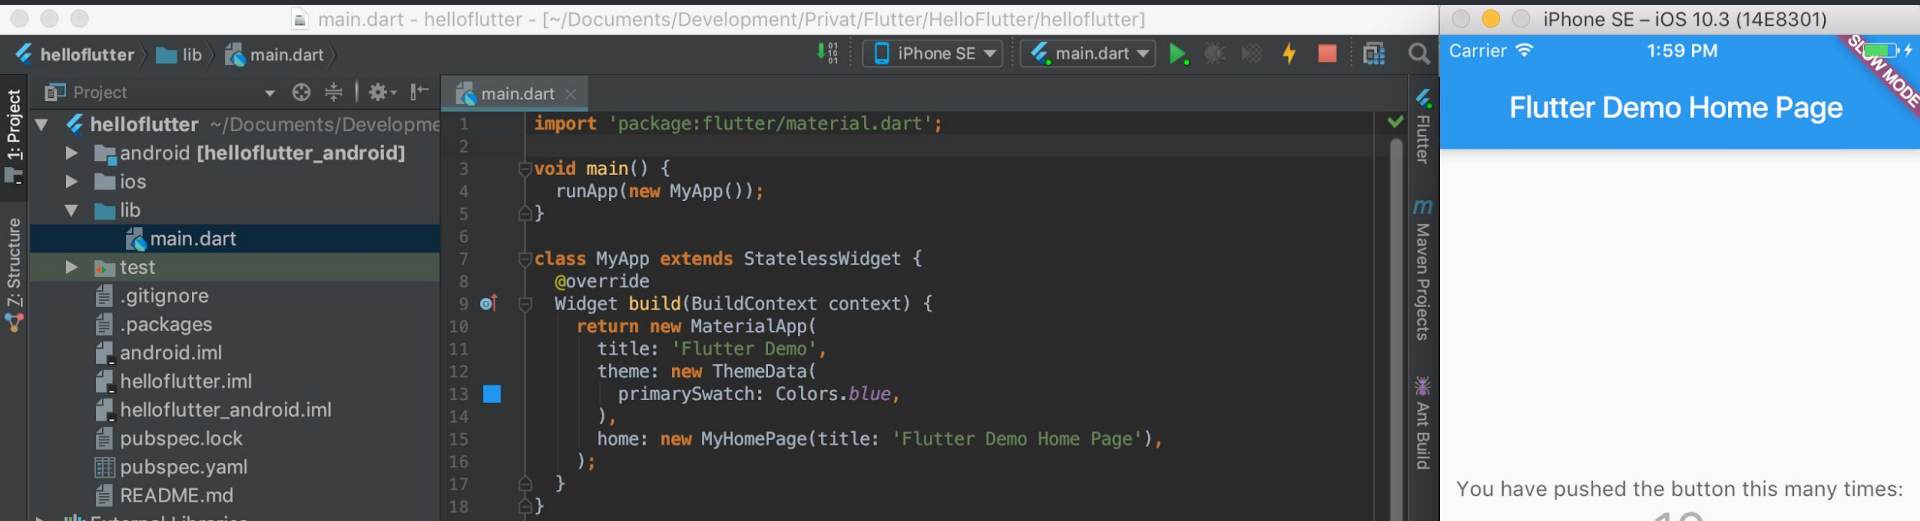 main.dart - helloflutter - [~/Documents/Development/Privat/Flutter/HelloFlutter/helloflutter]
helloflutter lib main.dart
iPhone SE main.dart
Project
1: Project
Z: Structure
helloflutter ~/Documents/Developme
android [helloflutter_android]
ios
lib
main.dart
test
.gitignore
.packages
android.iml
helloflutter.iml
helloflutter_android.iml
pubspec.lock
pubspec.yaml
README.md
main.dart
1 import 'package:flutter/material.dart';
2
3 void main() {
4 runApp(new MyApp());
5 }
6
7 class MyApp extends StatelessWidget {
8 @override
9 Widget build(BuildContext context) {
10 return new MaterialApp(
11 title: 'Flutter Demo',
12 theme: new ThemeData(
13 primarySwatch: Colors.blue,
14 ),
15 home: new MyHomePage(title: 'Flutter Demo Home Page'),
16 );
17 }
18 }
Flutter
Maven Projects
Ant Build
iPhone SE – iOS 10.3 (14E8301)
Carrier 1:59 PM
SLOW MODE
Flutter Demo Home Page
You have pushed the button this many times: